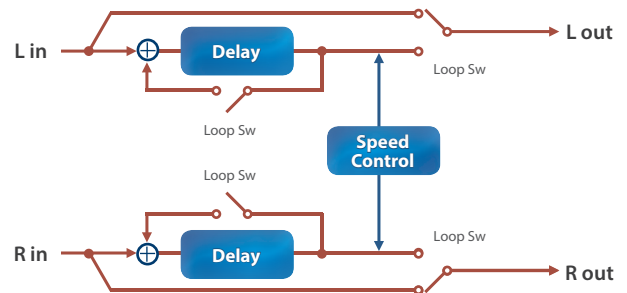 L in
Delay
L out
Loop Sw
Loop Sw
Speed
Control
Loop Sw
R in
Delay
Loop Sw
R out